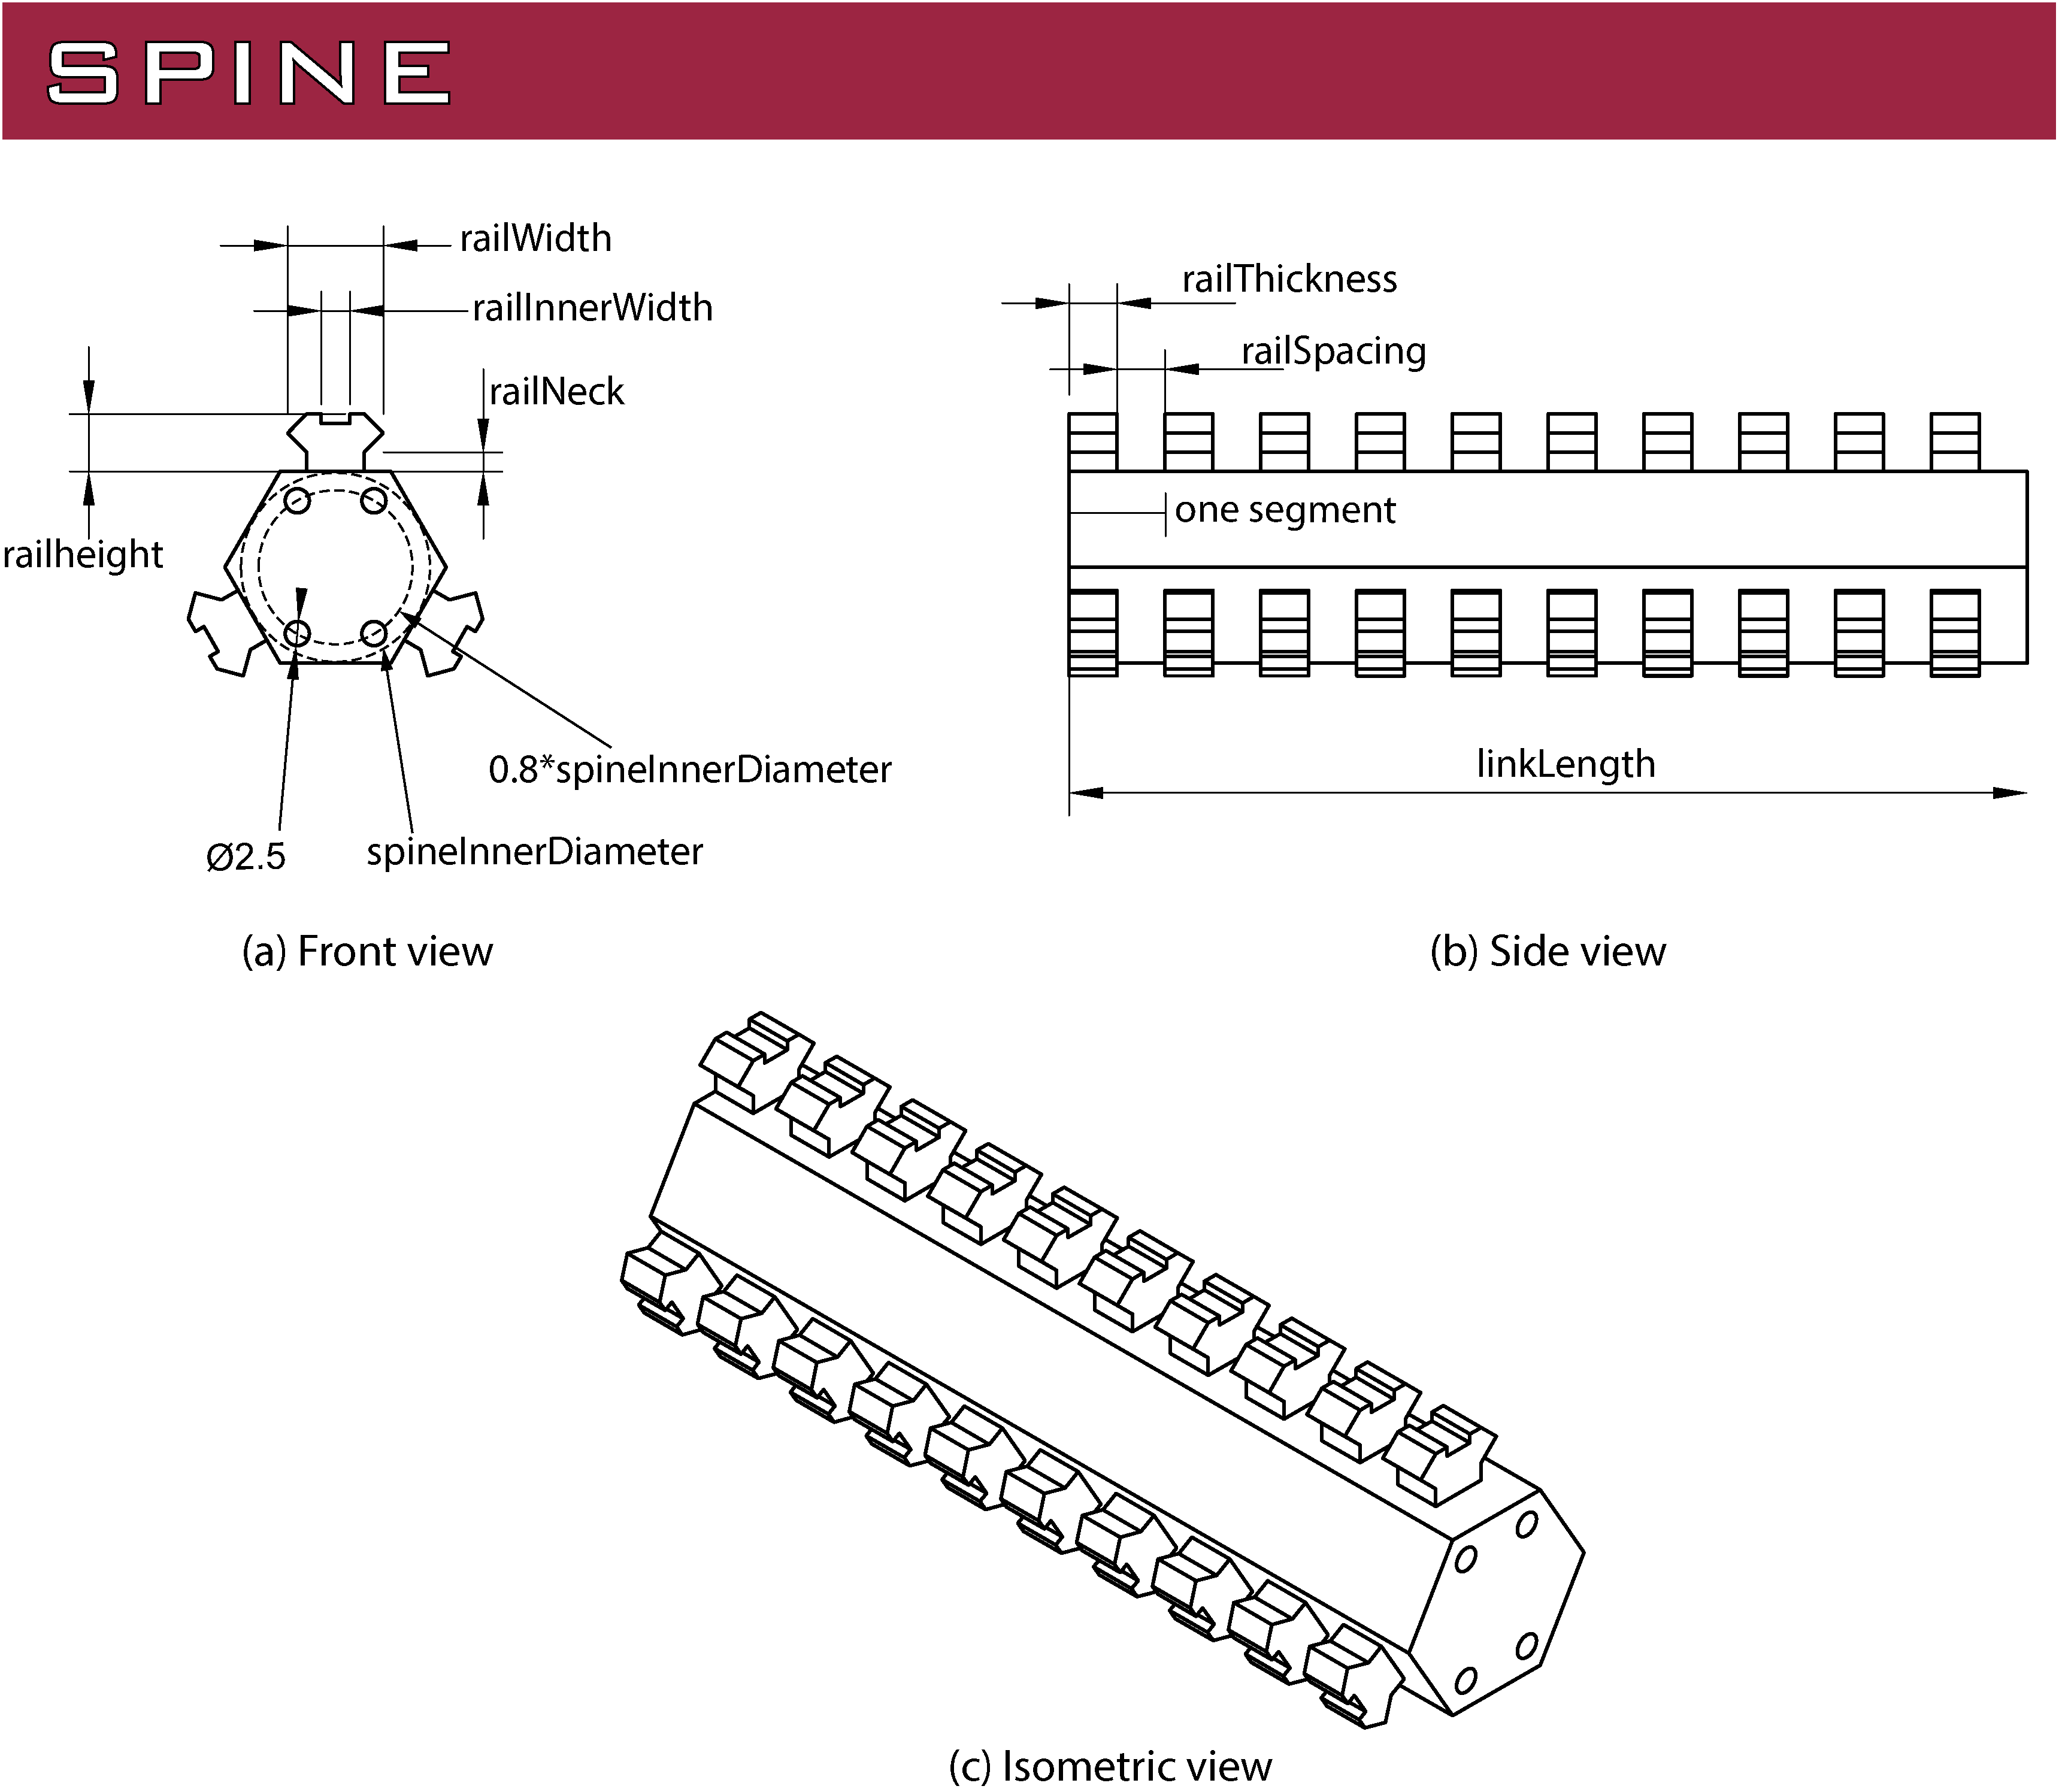 SPINE
railWidth
railInnerWidth
railNeck
railheight
0.8*spineInnerDiameter
Ø2.5
spineInnerDiameter
(a) Front view
railThickness
railSpacing
one segment
linkLength
(b) Side view
(c) Isometric view